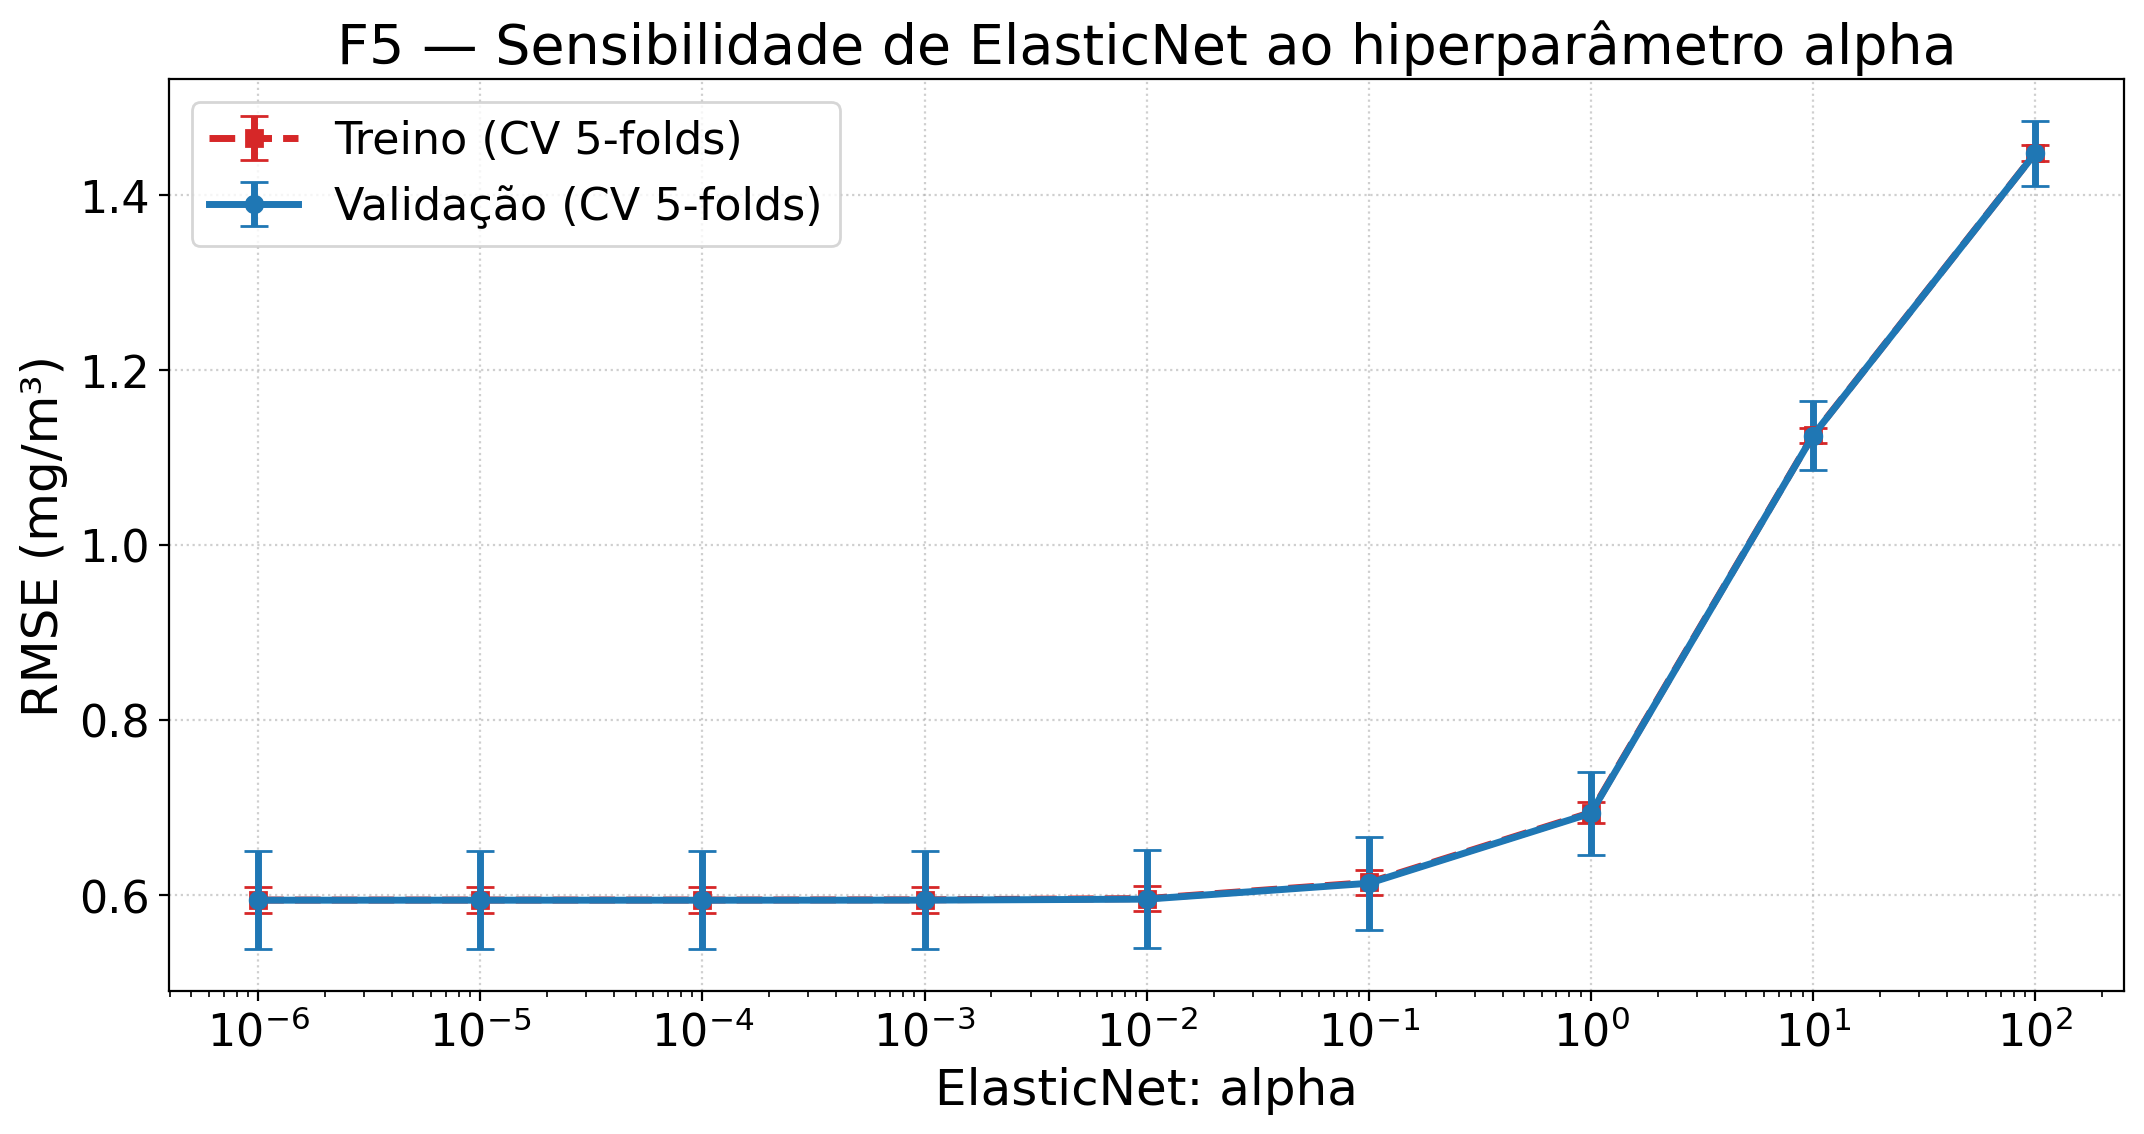 F5 — Sensibilidade de ElasticNet ao hiperparâmetro alpha
Treino (CV 5-folds)
Validação (CV 5-folds)
RMSE (mg/m³)
1.4
1.2
1.0
0.8
0.6
10⁻⁶ 10⁻⁵ 10⁻⁴ 10⁻³ 10⁻² 10⁻¹ 10⁰ 10¹ 10²
ElasticNet: alpha